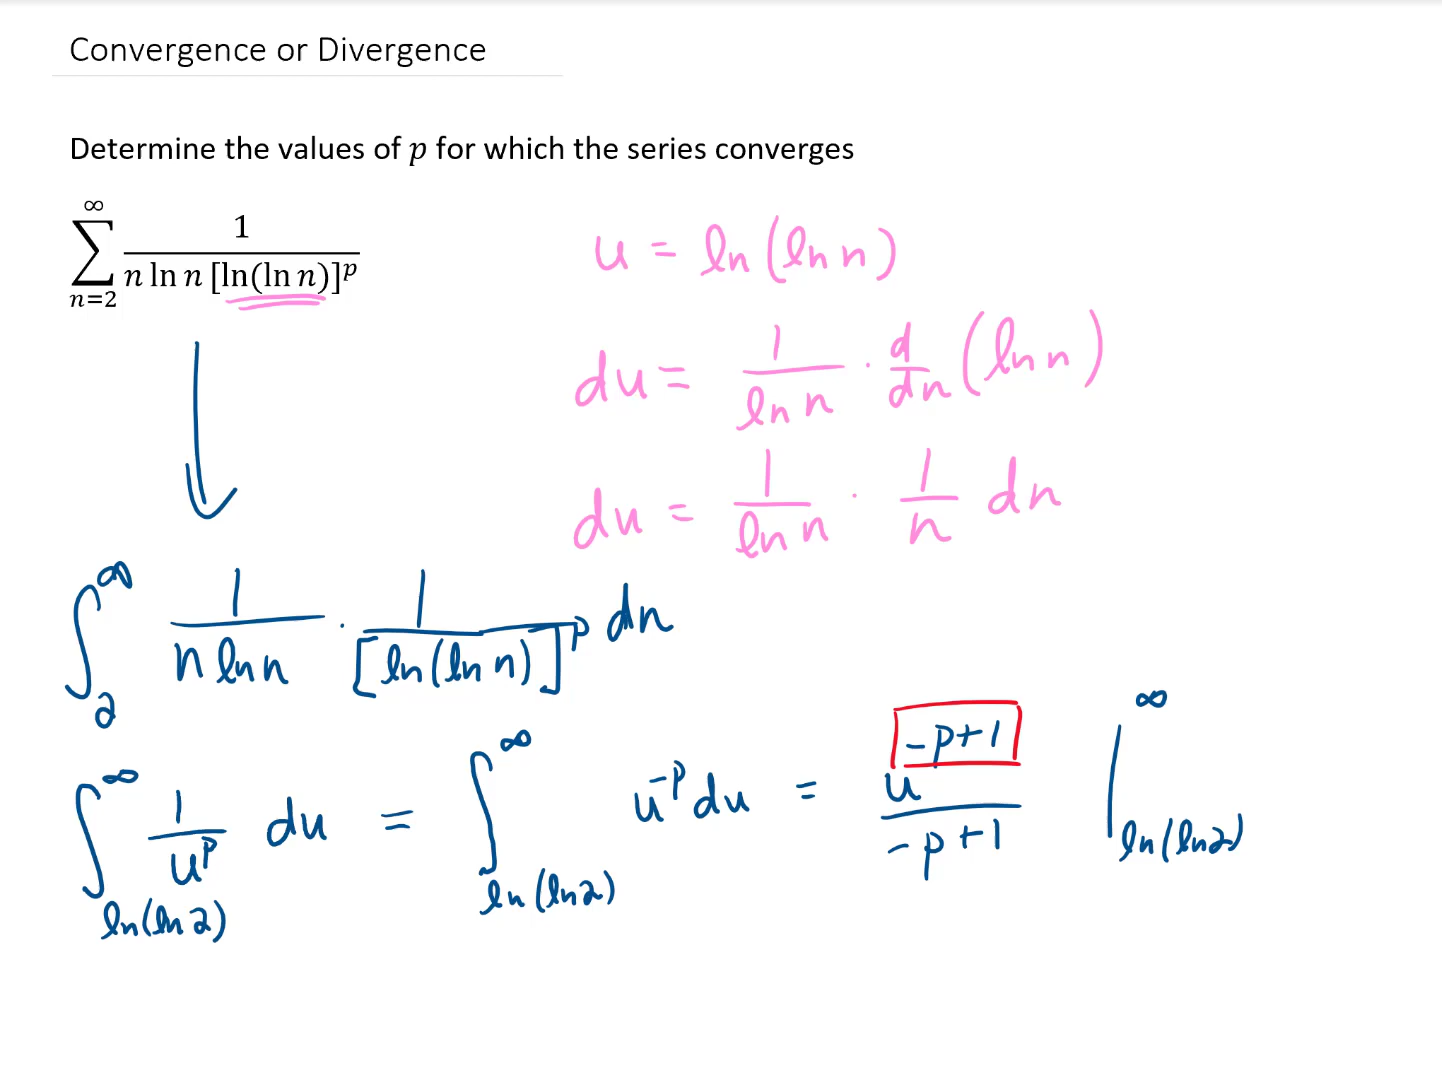 Convergence or Divergence
Determine the values of p for which the series converges
∑_{n=2}^{∞} 1 / (n ln n [ln(ln n)]^p)
u = ln(ln n)
du = 1/(ln n) · d/dn (ln n)
du = 1/(ln n) · 1/n dn
∫_2^∞ 1/(n ln n) · 1/[ln(ln n)]^p dn
∫_{ln(ln 2)}^∞ 1/u^p du = ∫_{ln(ln 2)}^∞ u^{-p} du = u^{-p+1}/(-p+1) |_{ln(ln 2)}^∞